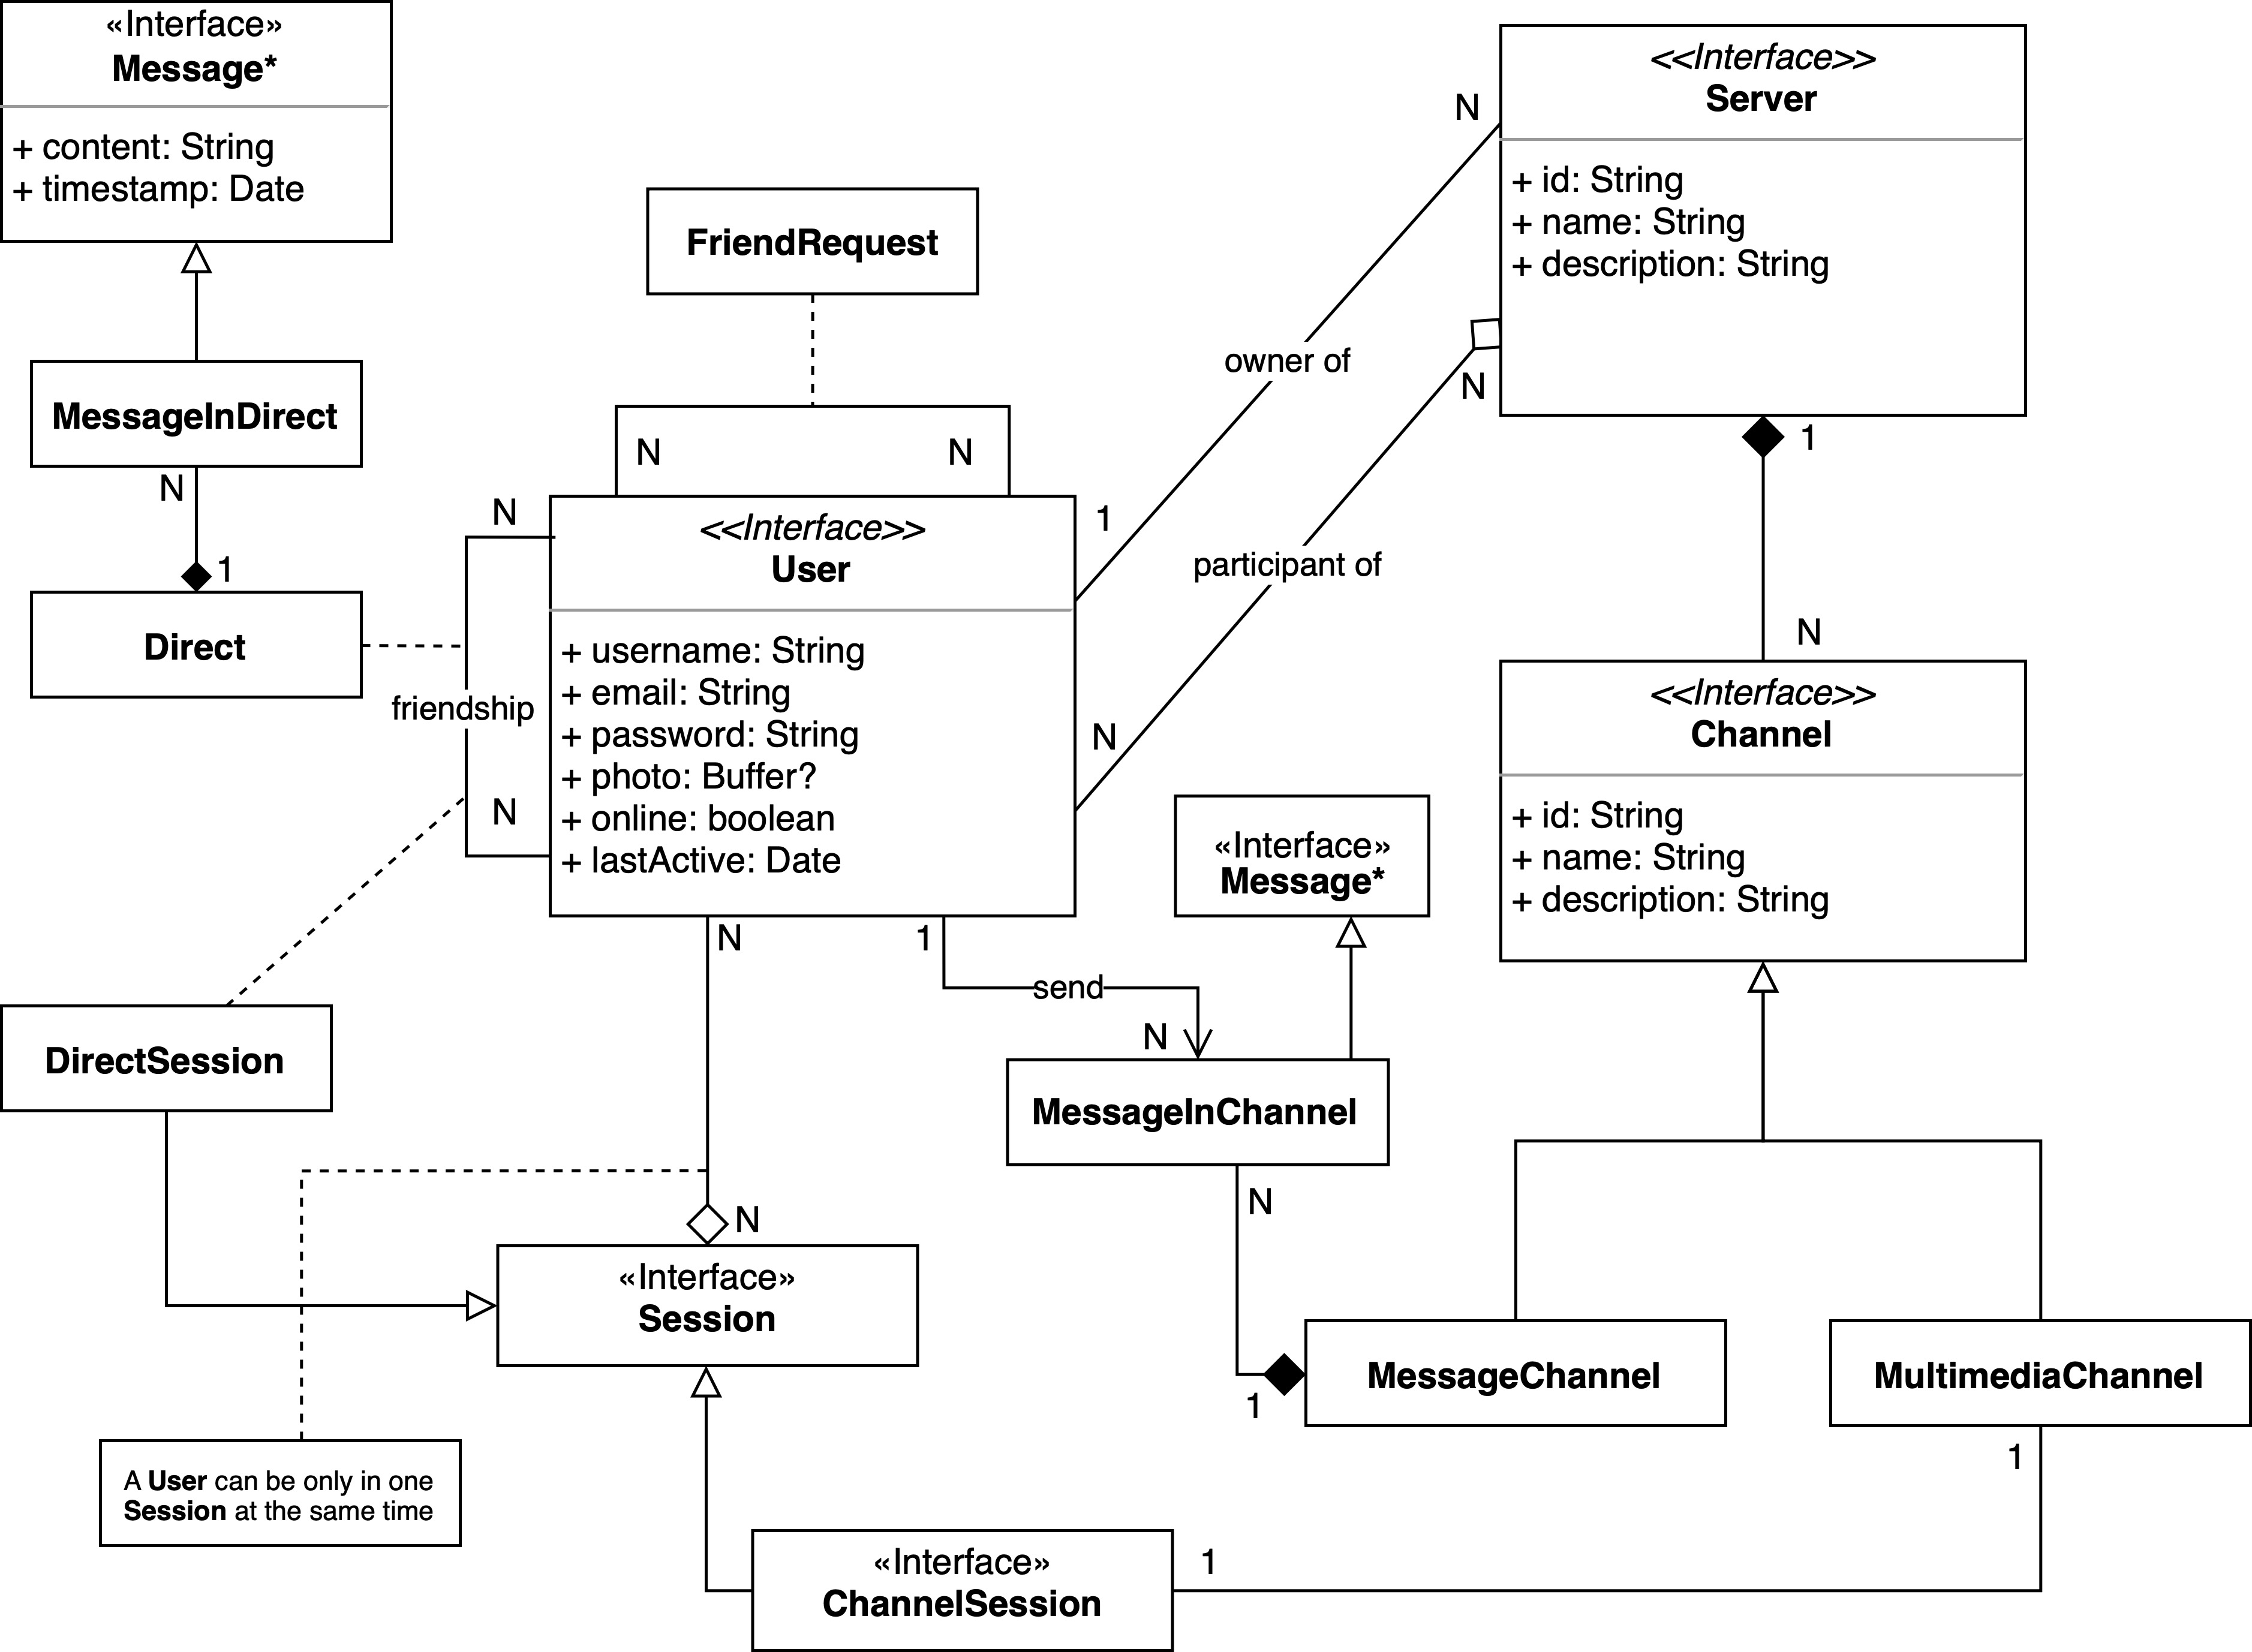 «Interface»
Message*
+ content: String
+ timestamp: Date
<<Interface>>
Server
+ id: String
+ name: String
+ description: String
N
N
owner of
participant of
1
N
FriendRequest
N
N
MessageInDirect
N
1
Direct
N
friendship
N
<<Interface>>
User
+ username: String
+ email: String
+ password: String
+ photo: Buffer?
+ online: boolean
+ lastActive: Date
1
N
<<Interface>>
Channel
+ id: String
+ name: String
+ description: String
«Interface»
Message*
N
1
send
N
DirectSession
MessageInChannel
N
N
1
«Interface»
Session
MessageChannel
MultimediaChannel
1
A User can be only in one
Session at the same time
«Interface»
ChannelSession
1